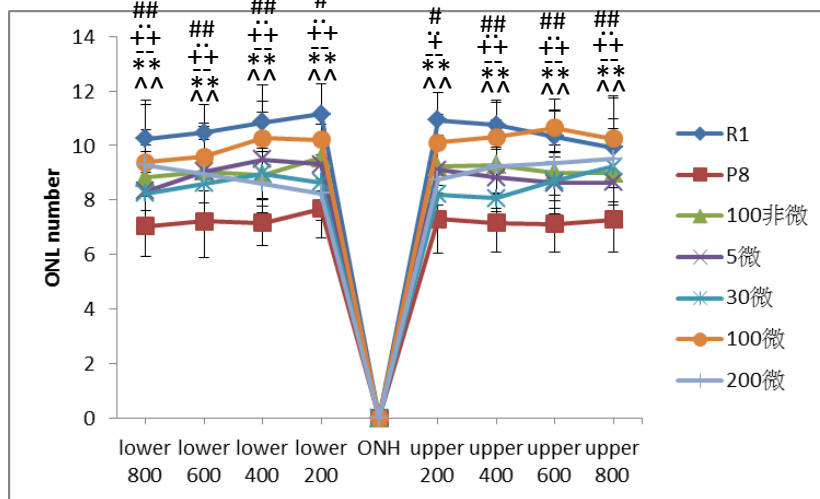 ## ## ## # # ## ## ##
.. .. .. .. .. .. .. ..
++ ++ ++ ++ + ++ ++ ++
-- -- -- -- -- -- -- --
** ** ** ** ** ** ** **
^^ ^^ ^^ ^^ ^^ ^^ ^^ ^^
14
12
10
8
6
4
2
0
ONL number
lower 800
lower 600
lower 400
lower 200
ONH
upper 200
upper 400
upper 600
upper 800
R1
P8
100非微
5微
30微
100微
200微